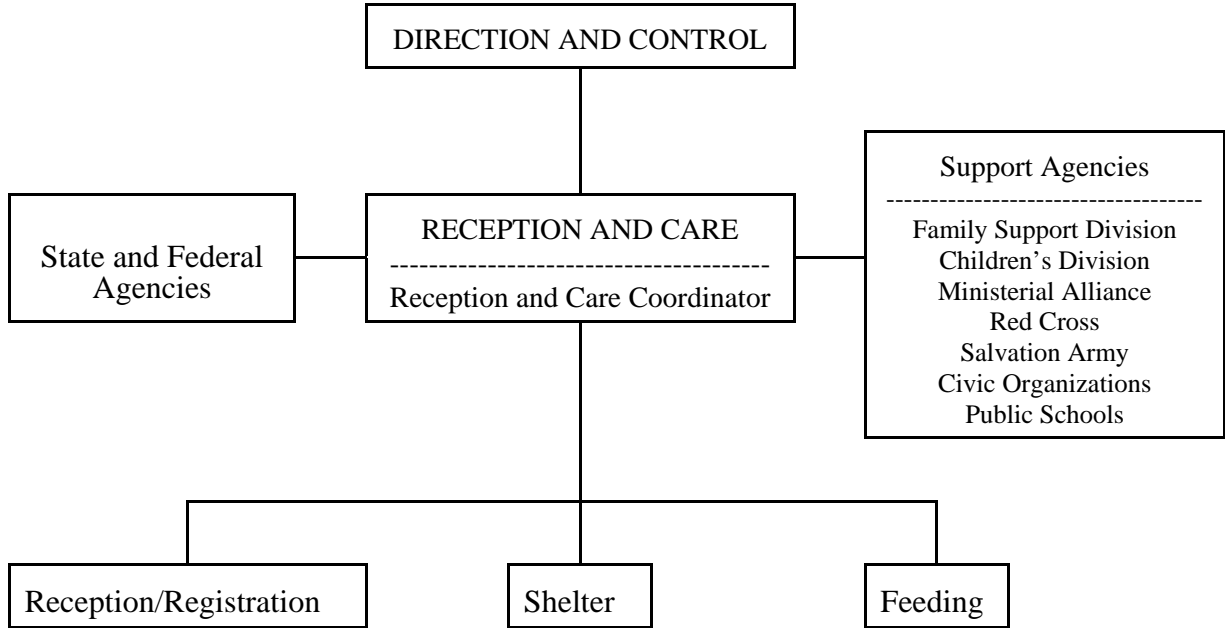 DIRECTION AND CONTROL
State and Federal
Agencies
RECEPTION AND CARE
----------------------------------------
Reception and Care Coordinator
Support Agencies
-----------------------------------
Family Support Division
Children’s Division
Ministerial Alliance
Red Cross
Salvation Army
Civic Organizations
Public Schools
Reception/Registration
Shelter
Feeding